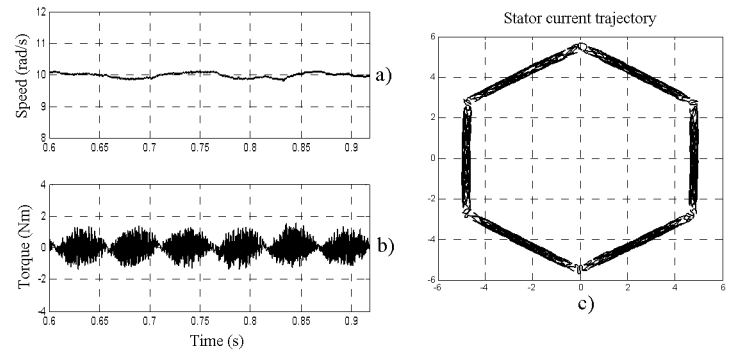 Stator current trajectory
12
11
10
9
8
Speed (rad/s)
0.6 0.65 0.7 0.75 0.8 0.85 0.9
a)
4
2
0
-2
-4
Torque (Nm)
0.6 0.65 0.7 0.75 0.8 0.85 0.9
Time (s)
b)
6
4
2
0
-2
-4
-6
-6 -4 -2 0 2 4 6
c)